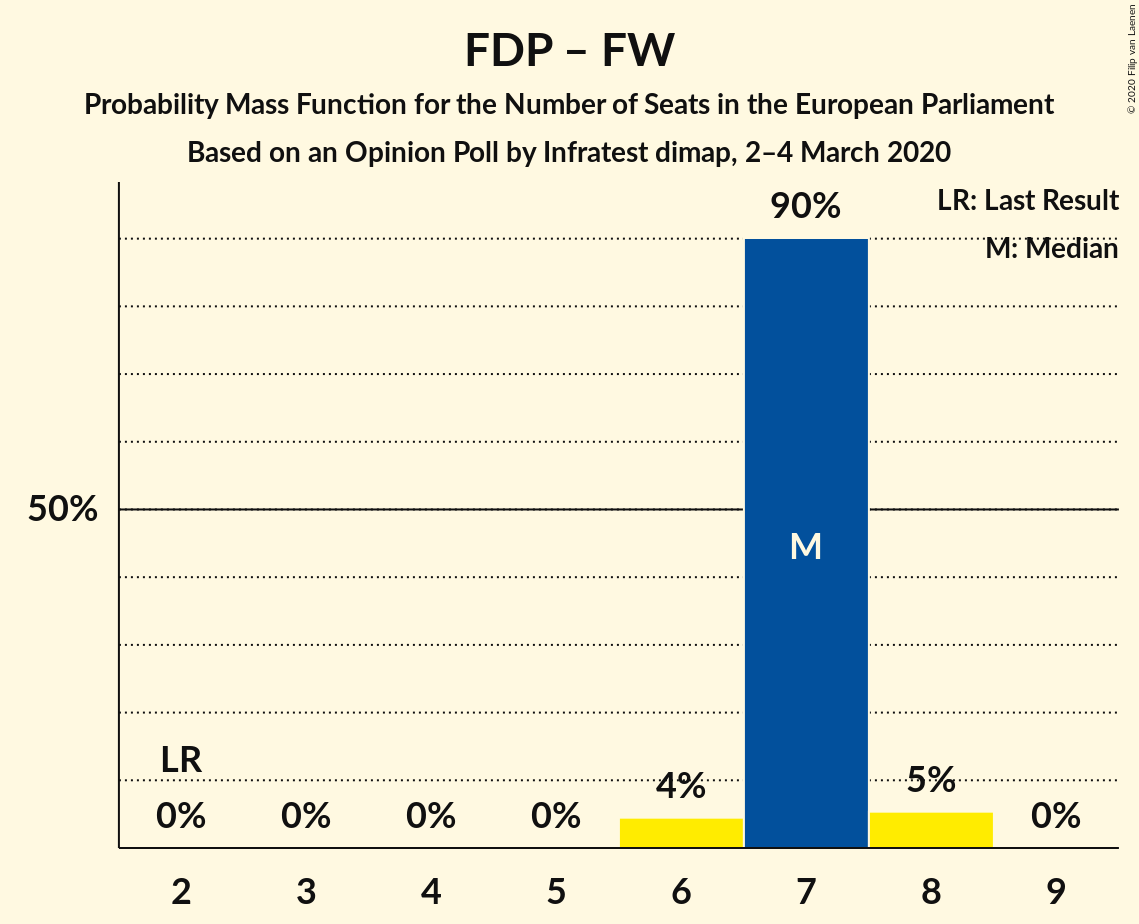 FDP – FW
Probability Mass Function for the Number of Seats in the European Parliament
Based on an Opinion Poll by Infratest dimap, 2–4 March 2020
© 2020 Filip van Laenen
LR: Last Result
M: Median
90%
50%
M
LR
0% 0% 0% 0% 4% 5% 0%
2 3 4 5 6 7 8 9